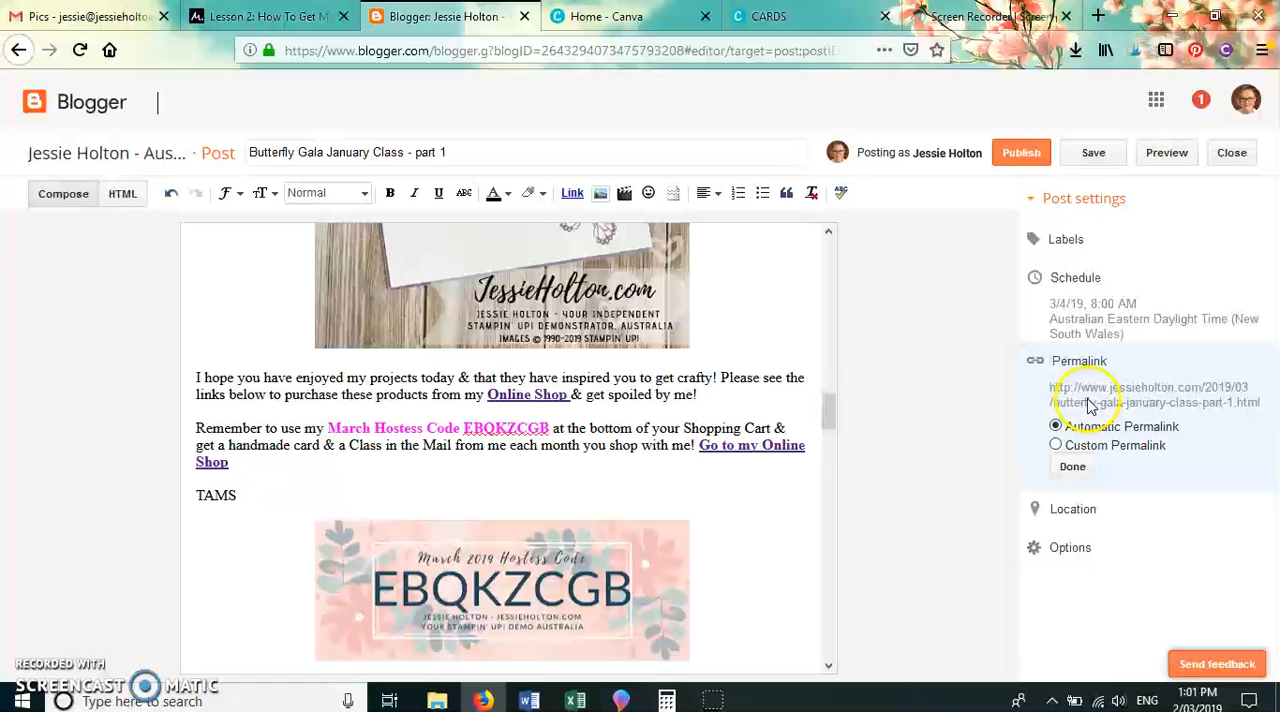 Pics - jessie@jessieholtone
Lesson 2: How To Get M
Blogger: Jessie Holton -
Home - Canva
CARDS
Screen Recorder | Screen
https://www.blogger.com/blogger.g?blogID=2643294073475793208#editor/target=post;postID
Blogger
1
Jessie Holton - Aus... · Post
Butterfly Gala January Class - part 1
Posting as Jessie Holton
Publish
Save
Preview
Close
Compose
HTML
Normal
B I U ABC A
Link
ABC
Post settings
Labels
Schedule
3/4/19, 8:00 AM
Australian Eastern Daylight Time (New
South Wales)
Permalink
http://www.jessieholton.com/2019/03
/butterfly-gala-january-class-part-1.html
Automatic Permalink
Custom Permalink
Done
Location
Options
JessieHolton.com
JESSIE HOLTON - YOUR INDEPENDENT
STAMPIN' UP! DEMONSTRATOR, AUSTRALIA
IMAGES © 1990-2019 STAMPIN' UP!
I hope you have enjoyed my projects today & that they have inspired you to get crafty! Please see the
links below to purchase these products from my Online Shop & get spoiled by me!
Remember to use my March Hostess Code EBQKZCGB at the bottom of your Shopping Cart &
get a handmade card & a Class in the Mail from me each month you shop with me! Go to my Online
Shop
TAMS
March 2019 Hostess Code
EBQKZCGB
JESSIE HOLTON - JESSIEHOLTON.COM
YOUR STAMPIN' UP! DEMO AUSTRALIA
Send feedback
RECORDED WITH
SCREENCAST MATIC
Type here to search
ENG
1:01 PM
2/03/2019